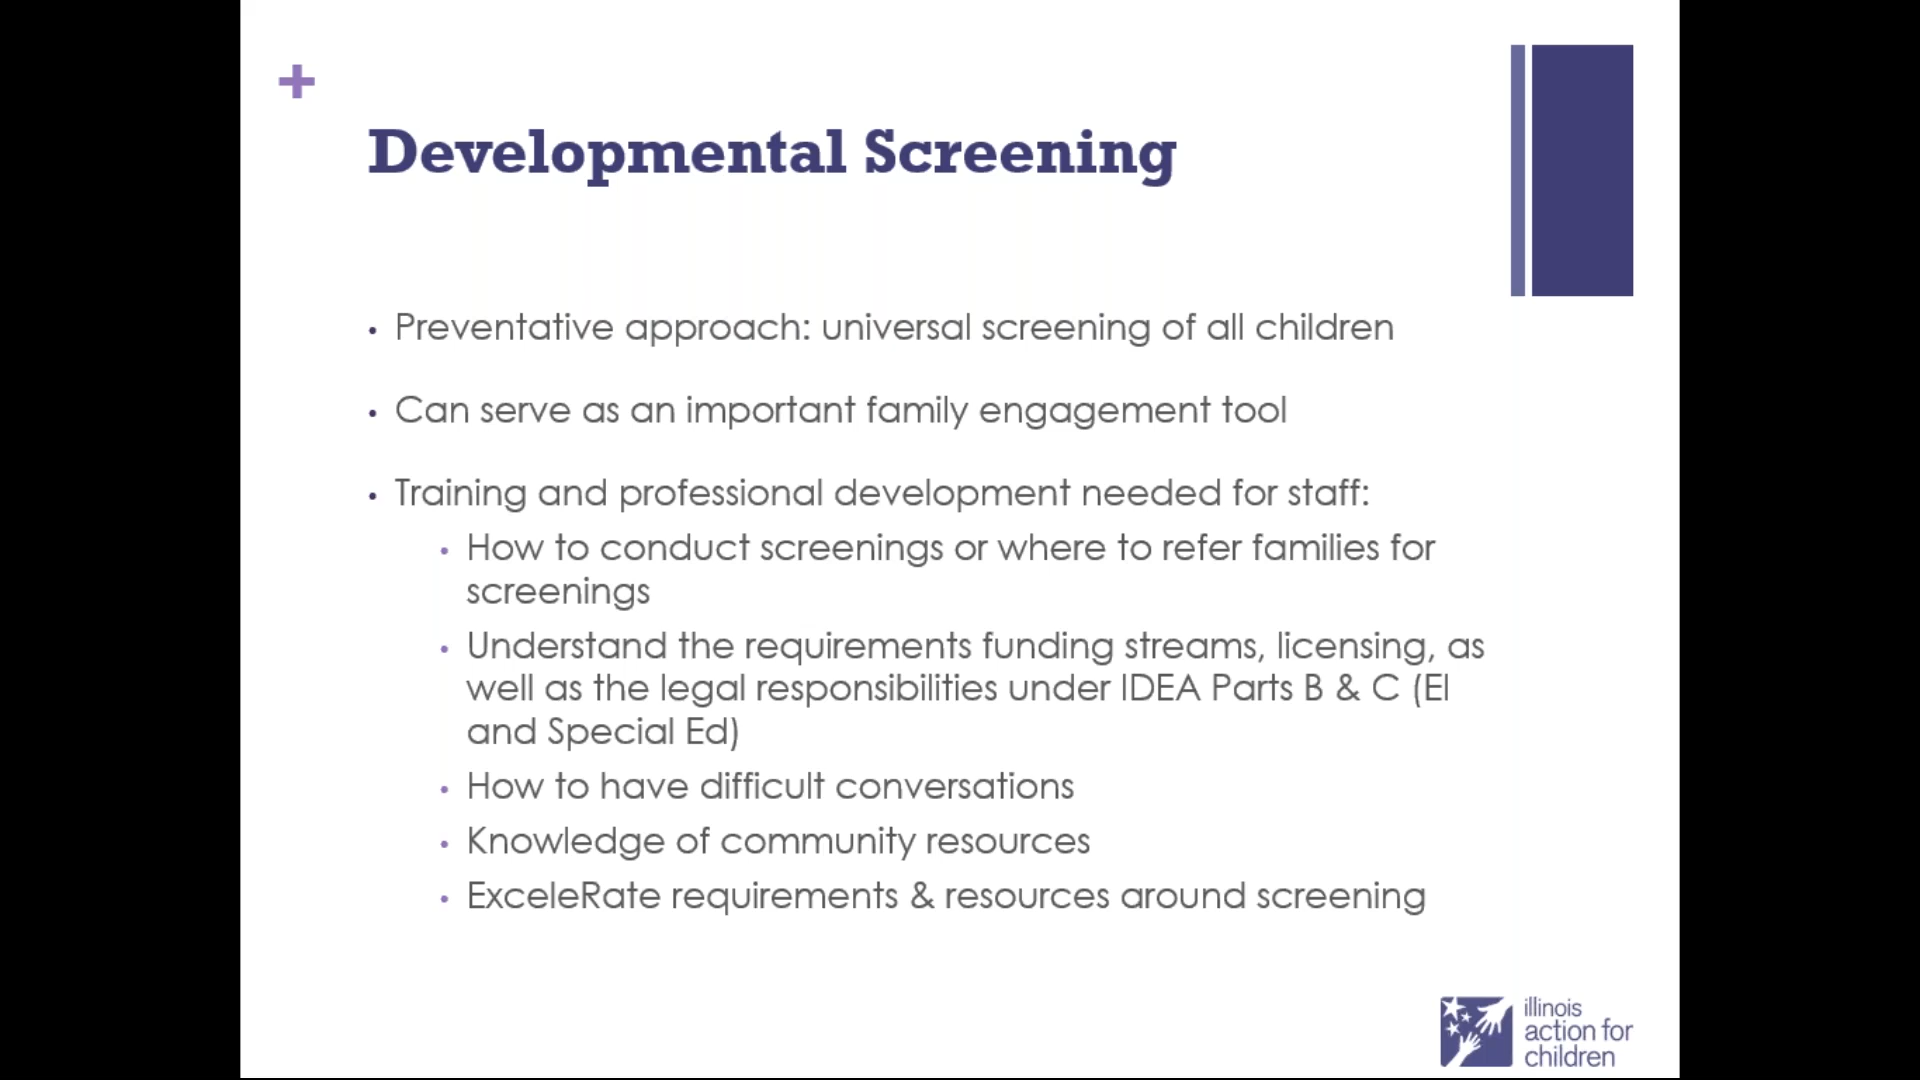 +
Developmental Screening
• Preventative approach: universal screening of all children
• Can serve as an important family engagement tool
• Training and professional development needed for staff:
• How to conduct screenings or where to refer families for
screenings
• Understand the requirements funding streams, licensing, as
well as the legal responsibilities under IDEA Parts B & C (EI
and Special Ed)
• How to have difficult conversations
• Knowledge of community resources
• ExceleRate requirements & resources around screening
illinois
action for
children